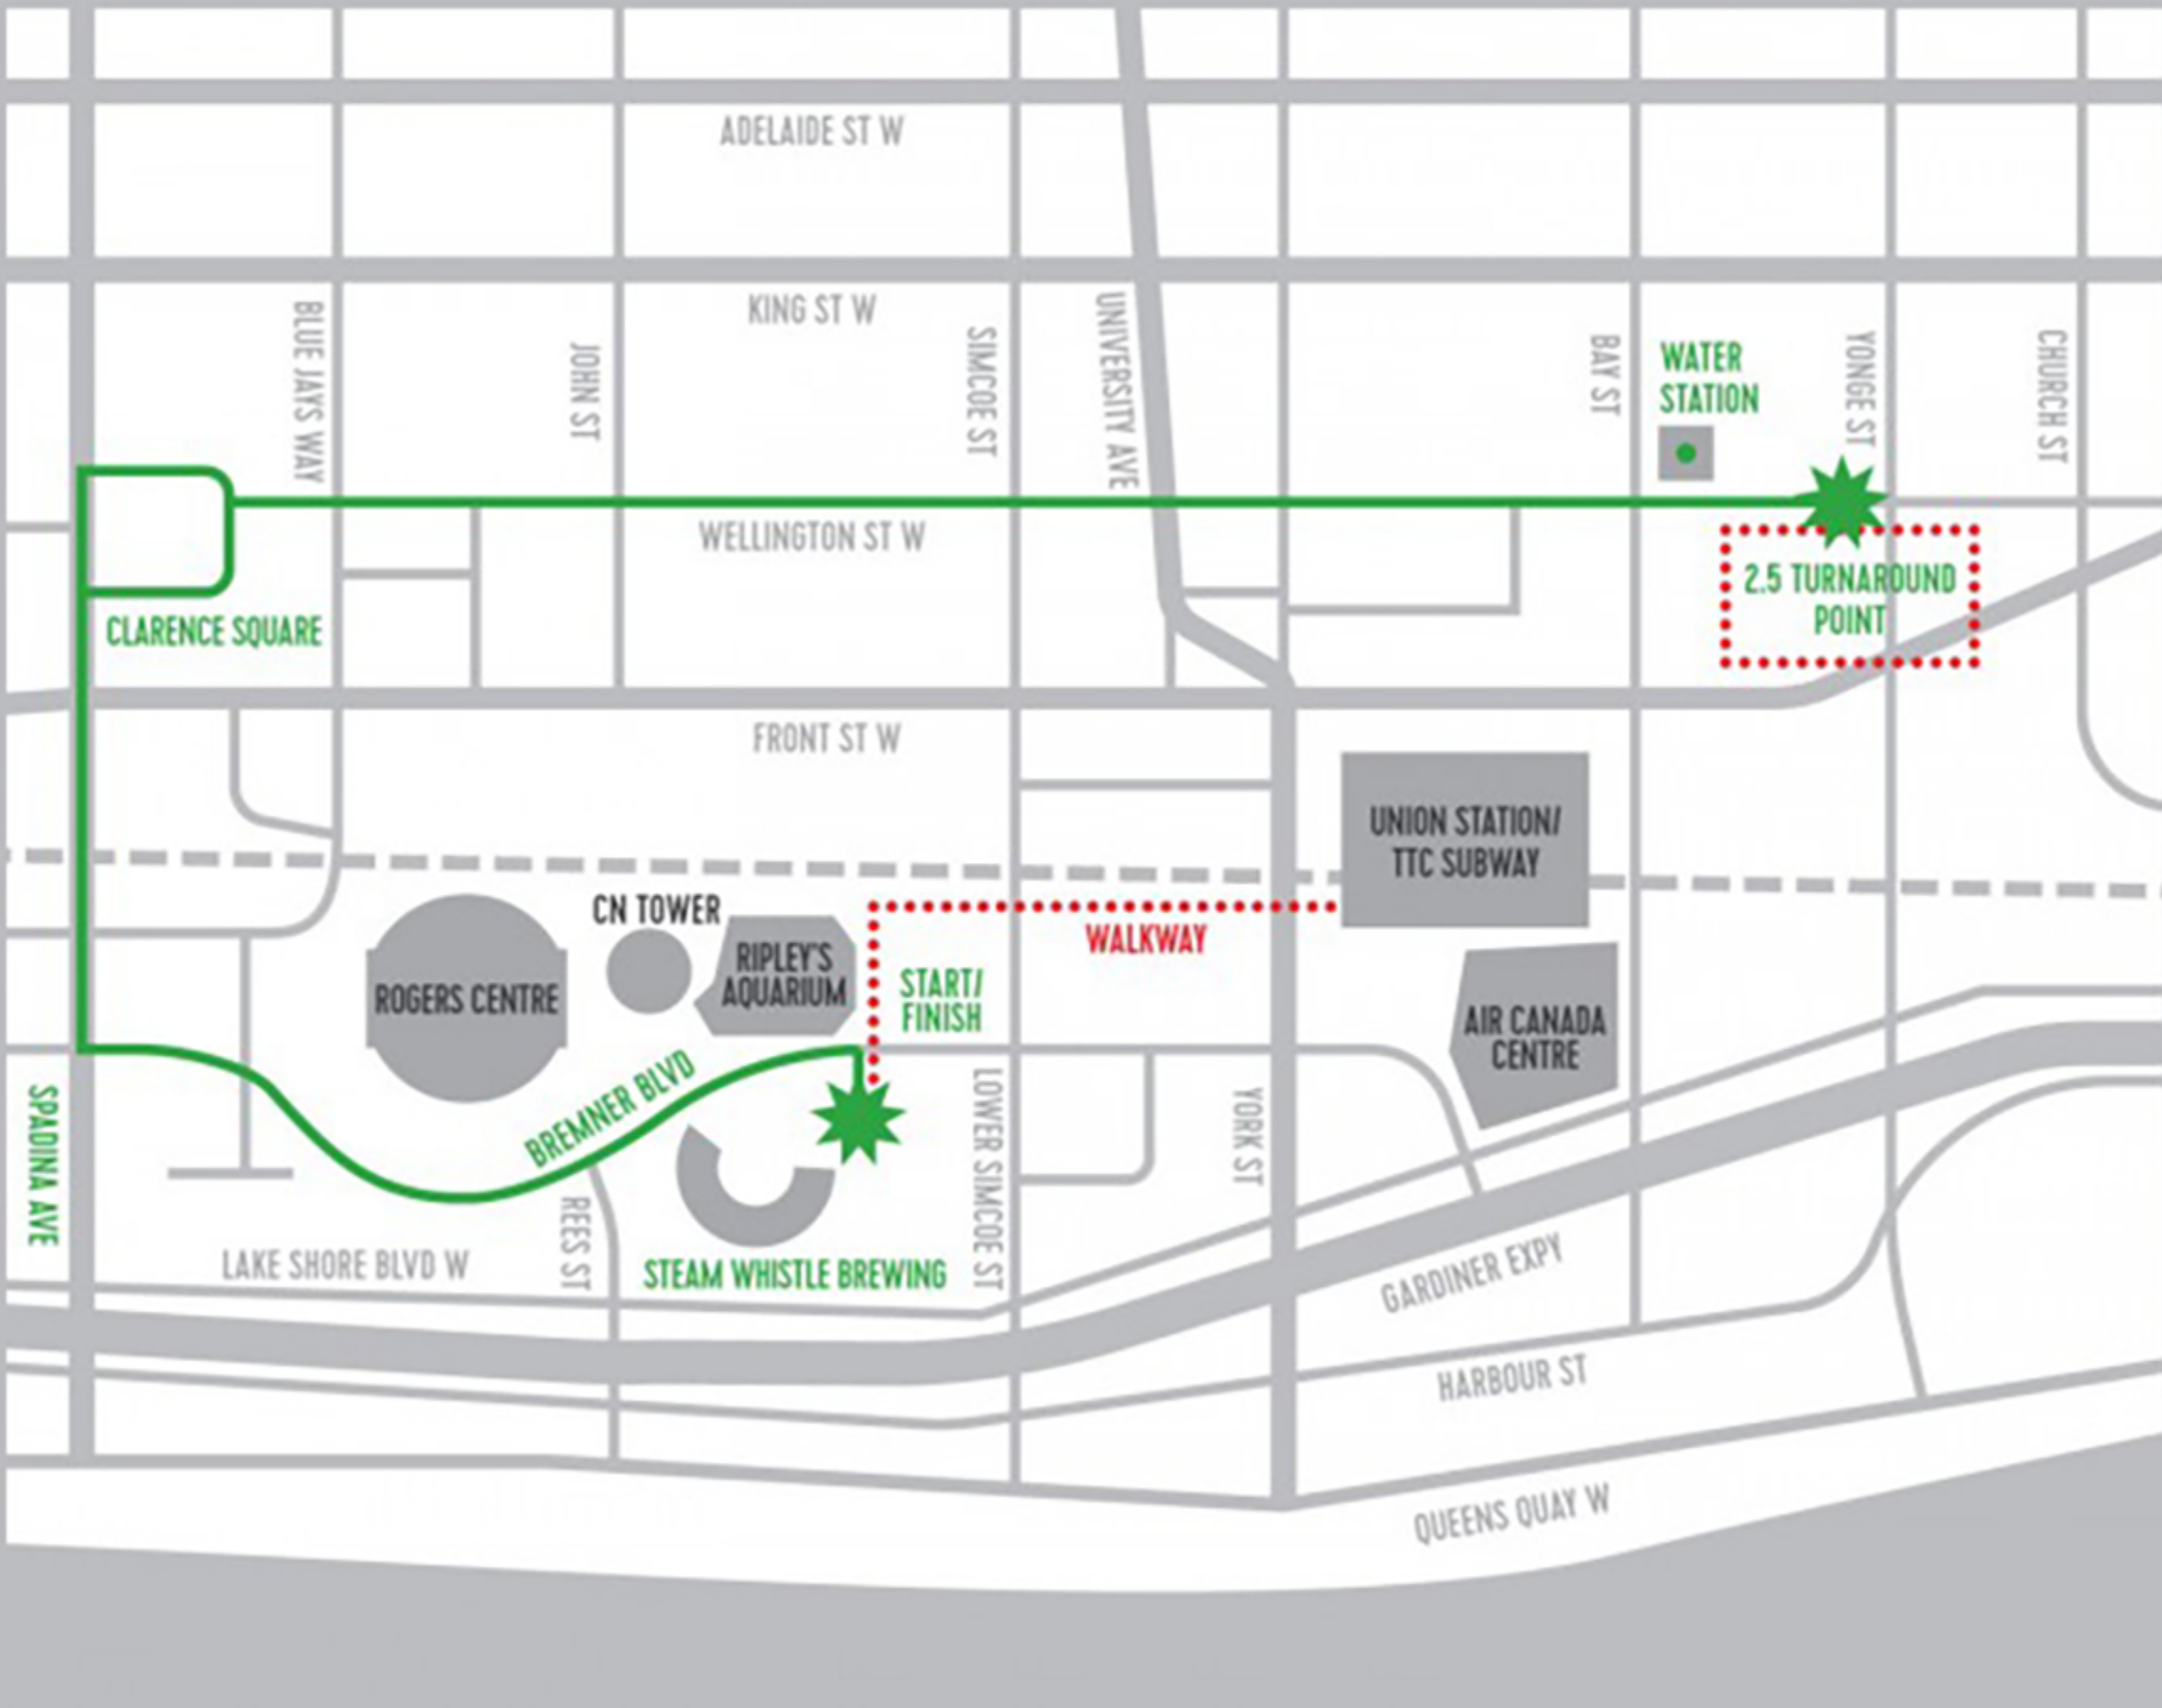 ADELAIDE ST W
KING ST W
BLUE JAYS WAY
JOHN ST
SIMCOE ST
UNIVERSITY AVE
BAY ST
WATER
STATION
YONGE ST
CHURCH ST
WELLINGTON ST W
2.5 TURNAROUND
POINT
CLARENCE SQUARE
FRONT ST W
UNION STATION/
TTC SUBWAY
CN TOWER
WALKWAY
RIPLEY'S
AQUARIUM
START/
FINISH
ROGERS CENTRE
AIR CANADA
CENTRE
BREMNER BLVD
SPADINA AVE
LOWER SIMCOE ST
YORK ST
REES ST
LAKE SHORE BLVD W
STEAM WHISTLE BREWING
GARDINER EXPY
HARBOUR ST
QUEENS QUAY W